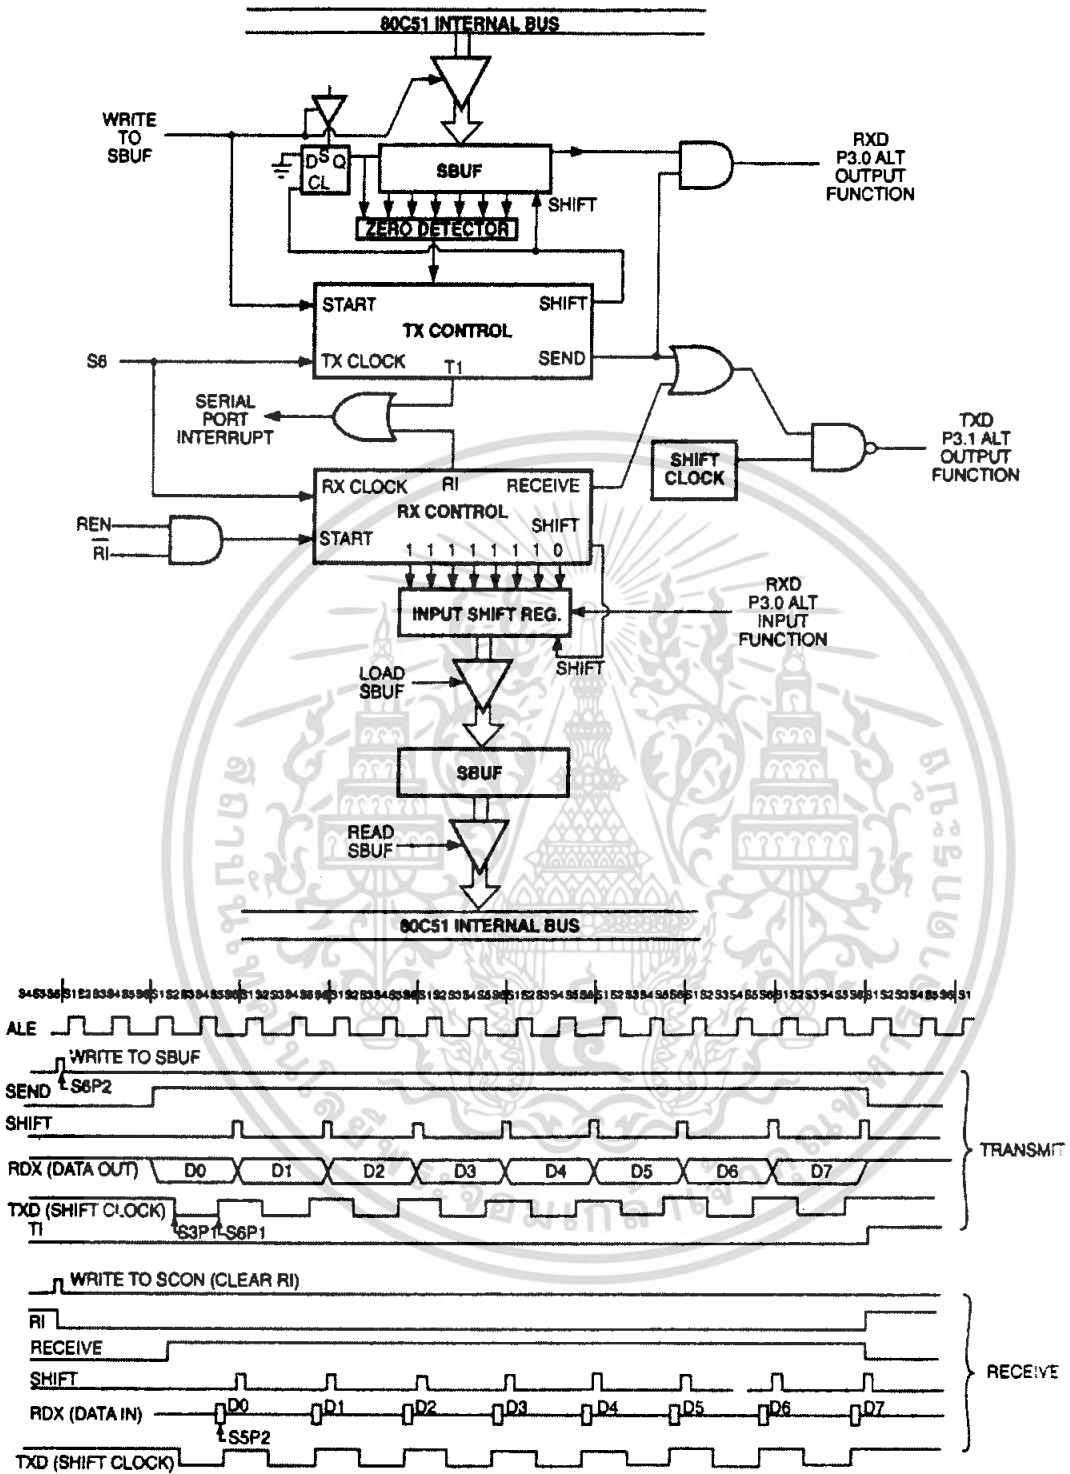 80C51 INTERNAL BUS
WRITE
TO
SBUF
D S Q
CL
SBUF
SHIFT
ZERO DETECTOR
RXD
P3.0 ALT
OUTPUT
FUNCTION
START
SHIFT
TX CONTROL
S6
TX CLOCK
T1
SEND
SERIAL
PORT
INTERRUPT
SHIFT
CLOCK
TXD
P3.1 ALT
OUTPUT
FUNCTION
RX CLOCK
RI
RECEIVE
RX CONTROL
SHIFT
REN
RI
START
1 1 1 1 1 1 1 0
INPUT SHIFT REG.
RXD
P3.0 ALT
INPUT
FUNCTION
SHIFT
LOAD
SBUF
SBUF
READ
SBUF
80C51 INTERNAL BUS
ALE
WRITE TO SBUF
S6P2
SEND
SHIFT
RDX (DATA OUT)
D0 D1 D2 D3 D4 D5 D6 D7
TRANSMIT
TXD (SHIFT CLOCK)
S3P1 S6P1
TI
WRITE TO SCON (CLEAR RI)
RI
RECEIVE
SHIFT
RECEIVE
RDX (DATA IN)
D0 D1 D2 D3 D4 D5 D6 D7
S5P2
TXD (SHIFT CLOCK)